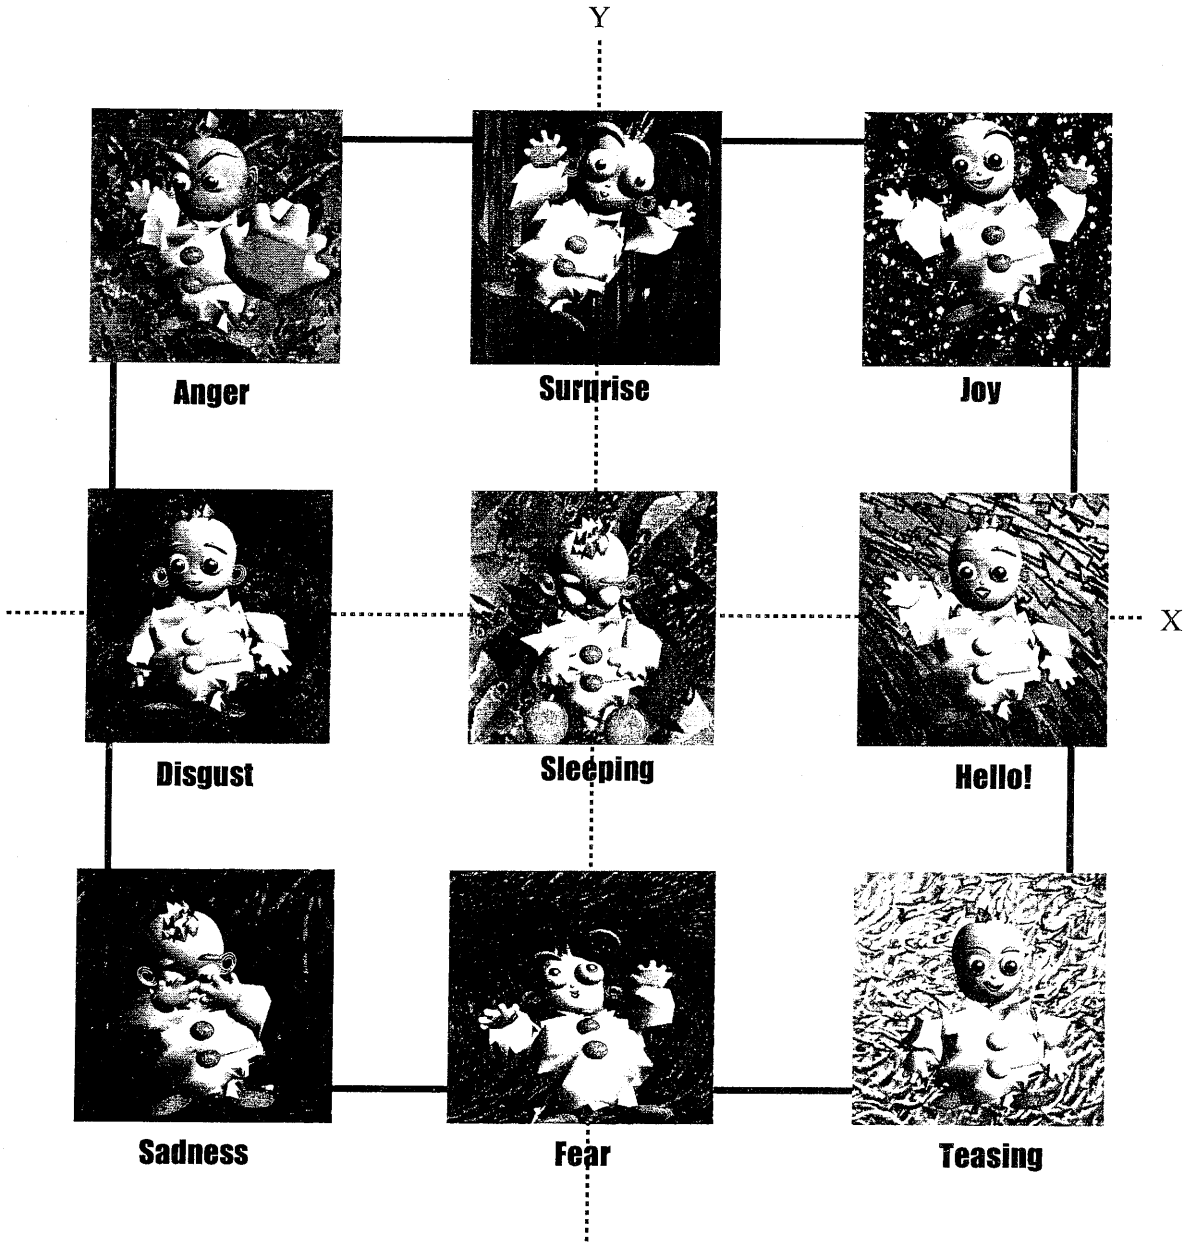 Y
Anger
Surprise
Joy
X
Disgust
Sleeping
Hello!
Sadness
Fear
Teasing